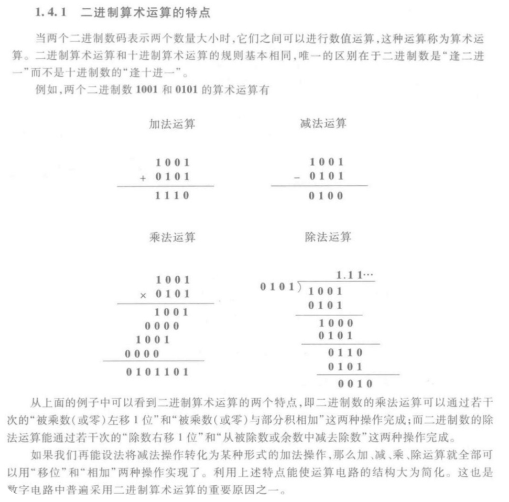 1.4.1 二进制算术运算的特点
当两个二进制数码表示两个数量大小时,它们之间可以进行数值运算,这种运算称为算术运
算。二进制算术运算和十进制算术运算的规则基本相同,唯一的区别在于二进制数是“逢二进
一”而不是十进制数的“逢十进一”。
例如,两个二进制数 1001 和 0101 的算术运算有
加法运算 减法运算
1001 1001
+ 0101 - 0101
1110 0100
乘法运算 除法运算
1.11…
1001 0101)1001
× 0101 0101
1001 1000
0000 0101
1001 0110
0000 0101
0101101 0010
从上面的例子中可以看到二进制算术运算的两个特点,即二进制数的乘法运算可以通过若干
次的“被乘数(或零)左移1位”和“被乘数(或零)与部分积相加”这两种操作完成;而二进制数的除
法运算能通过若干次的“除数右移1位”和“从被除数或余数中减去除数”这两种操作完成。
如果我们再能设法将减法操作转化为某种形式的加法操作,那么加、减、乘、除运算就全部可
以用“移位”和“相加”两种操作实现了。利用上述特点能使运算电路的结构大为简化。这也是
数字电路中普遍采用二进制算术运算的重要原因之一。